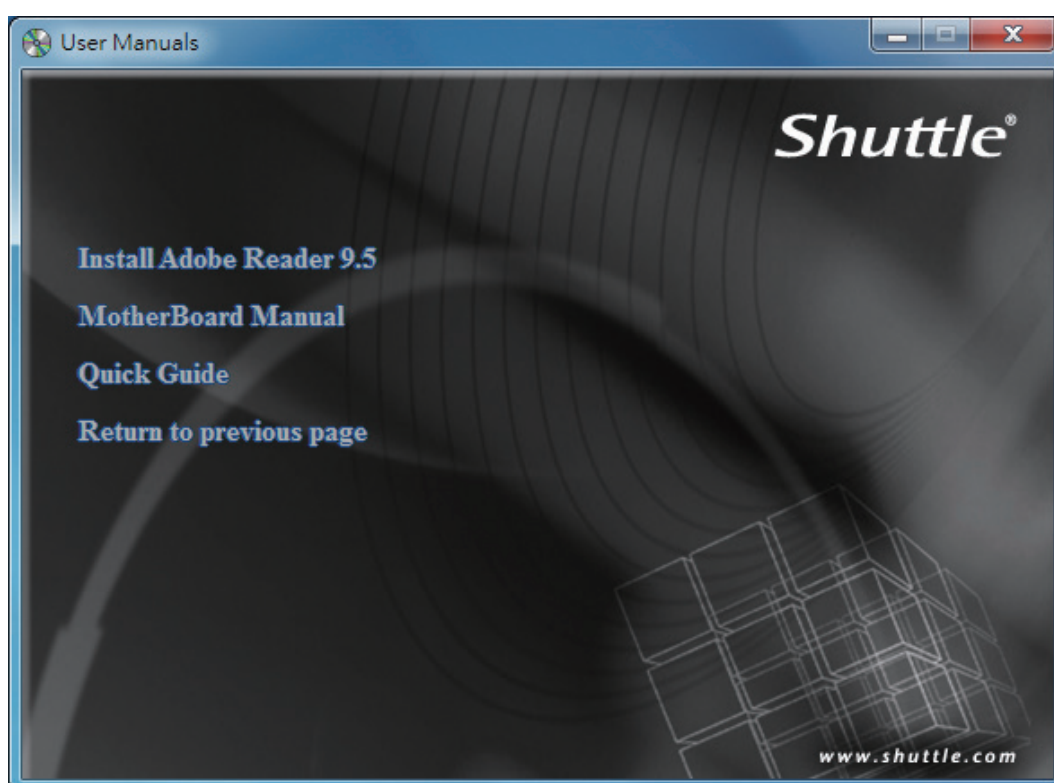 User Manuals
Shuttle®
Install Adobe Reader 9.5
MotherBoard Manual
Quick Guide
Return to previous page
www.shuttle.com